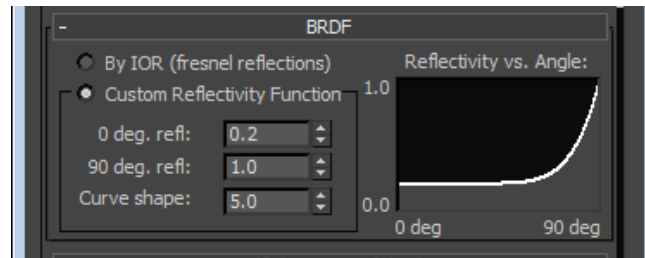 - BRDF
By IOR (fresnel reflections)
Custom Reflectivity Function
0 deg. refl: 0.2
90 deg. refl: 1.0
Curve shape: 5.0
Reflectivity vs. Angle:
1.0
0.0
0 deg 90 deg